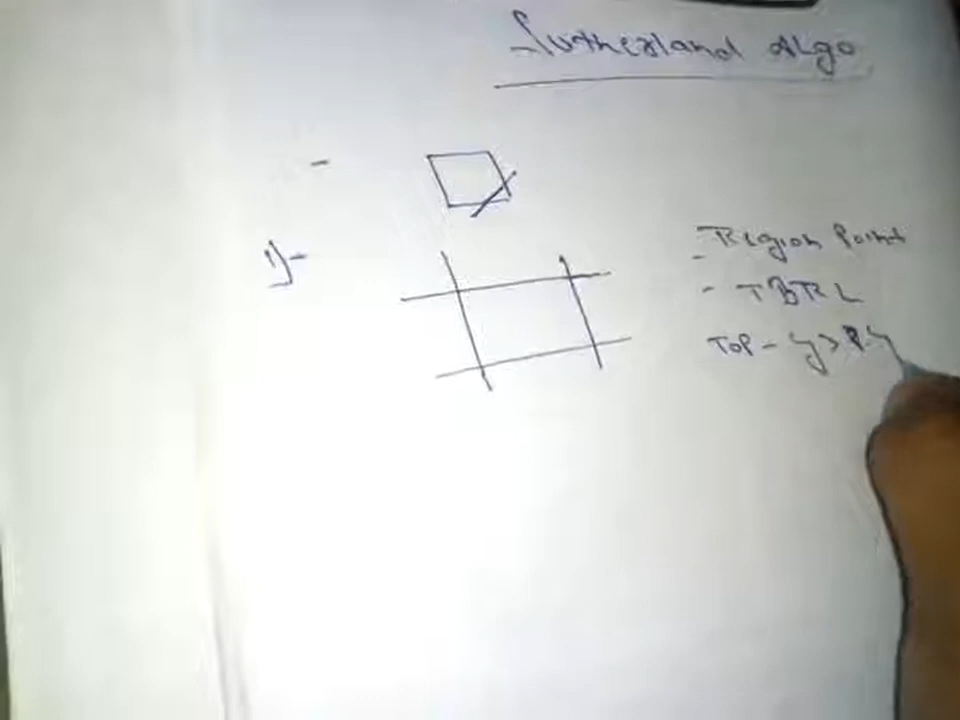 Sutherland Algo
-
1)-
- Region Point
- TBRL
TOP - y >